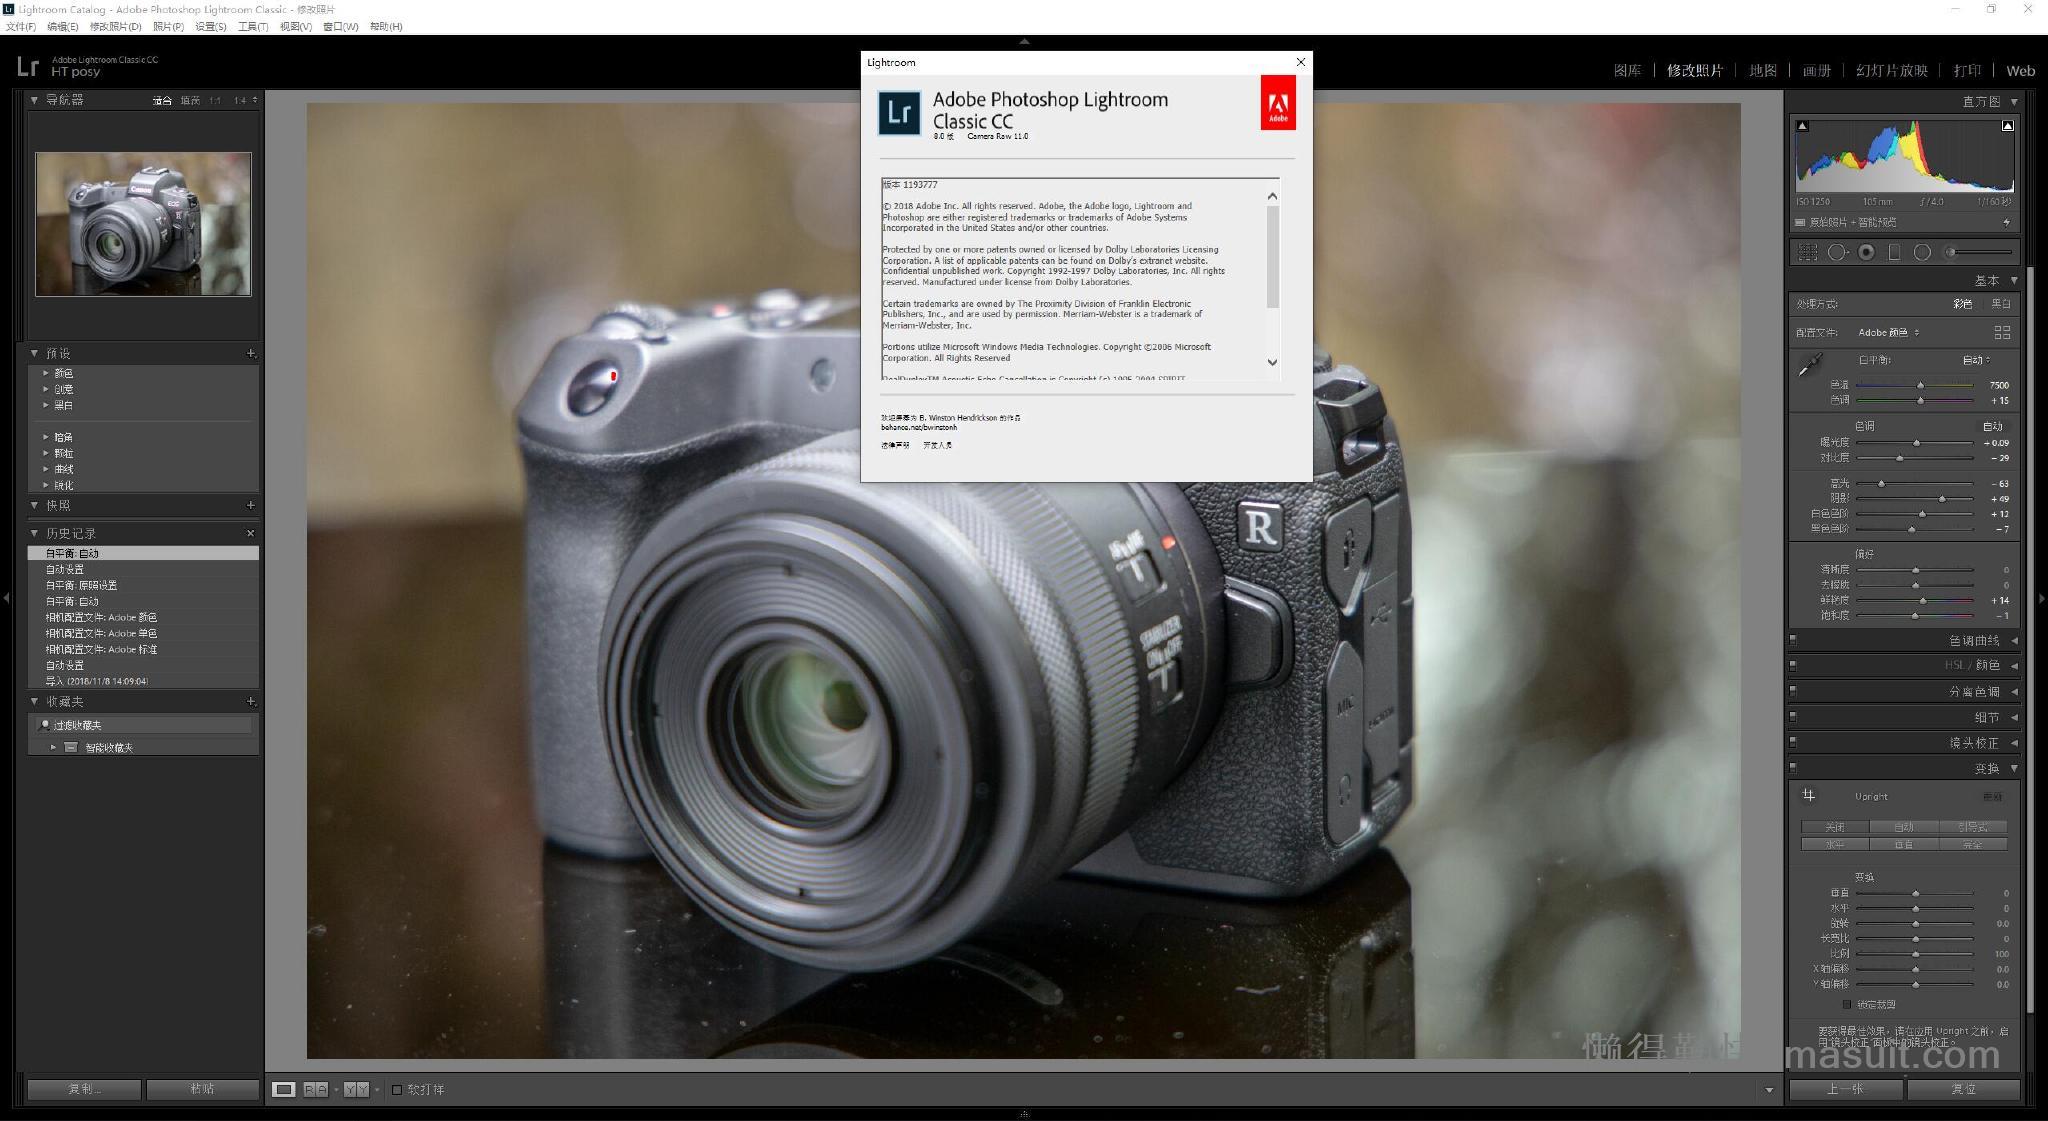 Lightroom Catalog - Adobe Photoshop Lightroom Classic - 修改照片
文件(F) 编辑(E) 修改照片(D) 照片(P) 设置(S) 工具(T) 视图(V) 窗口(W) 帮助(H)
Lr Adobe Lightroom Classic CC
HT posy
图库 修改照片 地图 画册 幻灯片放映 打印 Web
导航器 适合 填满 1:1 1:4
Canon
EOS
R
预设
颜色
创意
黑白
暗角
颗粒
曲线
锐化
快照
历史记录
白平衡: 自动
自动设置
白平衡: 原照设置
白平衡: 自动
相机配置文件: Adobe 颜色
相机配置文件: Adobe 单色
相机配置文件: Adobe 标准
自动设置
导入 (2018/11/8 14:09:04)
收藏夹
过滤收藏夹
智能收藏夹
复制... 粘贴
Lightroom
Lr Adobe Photoshop Lightroom
Classic CC
8.0 版 Camera Raw 11.0
Adobe
版本 1193777
© 2018 Adobe Inc. All rights reserved. Adobe, the Adobe logo, Lightroom and
Photoshop are either registered trademarks or trademarks of Adobe Systems
Incorporated in the United States and/or other countries.
Protected by one or more patents owned or licensed by Dolby Laboratories Licensing
Corporation. A list of applicable patents can be found on Dolby's extranet website.
Confidential unpublished work. Copyright 1992-1997 Dolby Laboratories, Inc. All rights
reserved. Manufactured under license from Dolby Laboratories.
Certain trademarks are owned by The Proximity Division of Franklin Electronic
Publishers, Inc., and are used by permission. Merriam-Webster is a trademark of
Merriam-Webster, Inc.
Portions utilize Microsoft Windows Media Technologies. Copyright ©2006 Microsoft
Corporation. All Rights Reserved
欢迎屏幕为 B. Winston Hendrickson 的作品
behance.net/bwinstonh
法律声明 开发人员
R
AF MF
STABILIZER
ON OFF
MIC
软打样
直方图
ISO 1250 105 mm ƒ / 4.0 1/160 秒
原始照片 + 智能预览
基本
处理方式: 彩色 黑白
配置文件: Adobe 颜色
白平衡: 自动
色温 7500
色调 + 15
色调 自动
曝光度 + 0.09
对比度 - 29
高光 - 63
阴影 + 49
白色色阶 + 12
黑色色阶 - 7
偏好
清晰度 0
去朦胧 0
鲜艳度 + 14
饱和度 - 1
色调曲线
HSL / 颜色
分离色调
细节
镜头校正
变换
Upright 更新
关闭 自动 引导式
水平 垂直 完全
变换
垂直 0
水平 0
旋转 0.0
长宽比 0
比例 100
X 轴偏移 0.0
Y 轴偏移 0.0
锁定裁剪
要获得最佳效果，请在应用 Upright 之前，启
用“镜头校正”面板中的镜头校正。
懒得勤快
masuit.com
上一张 复位